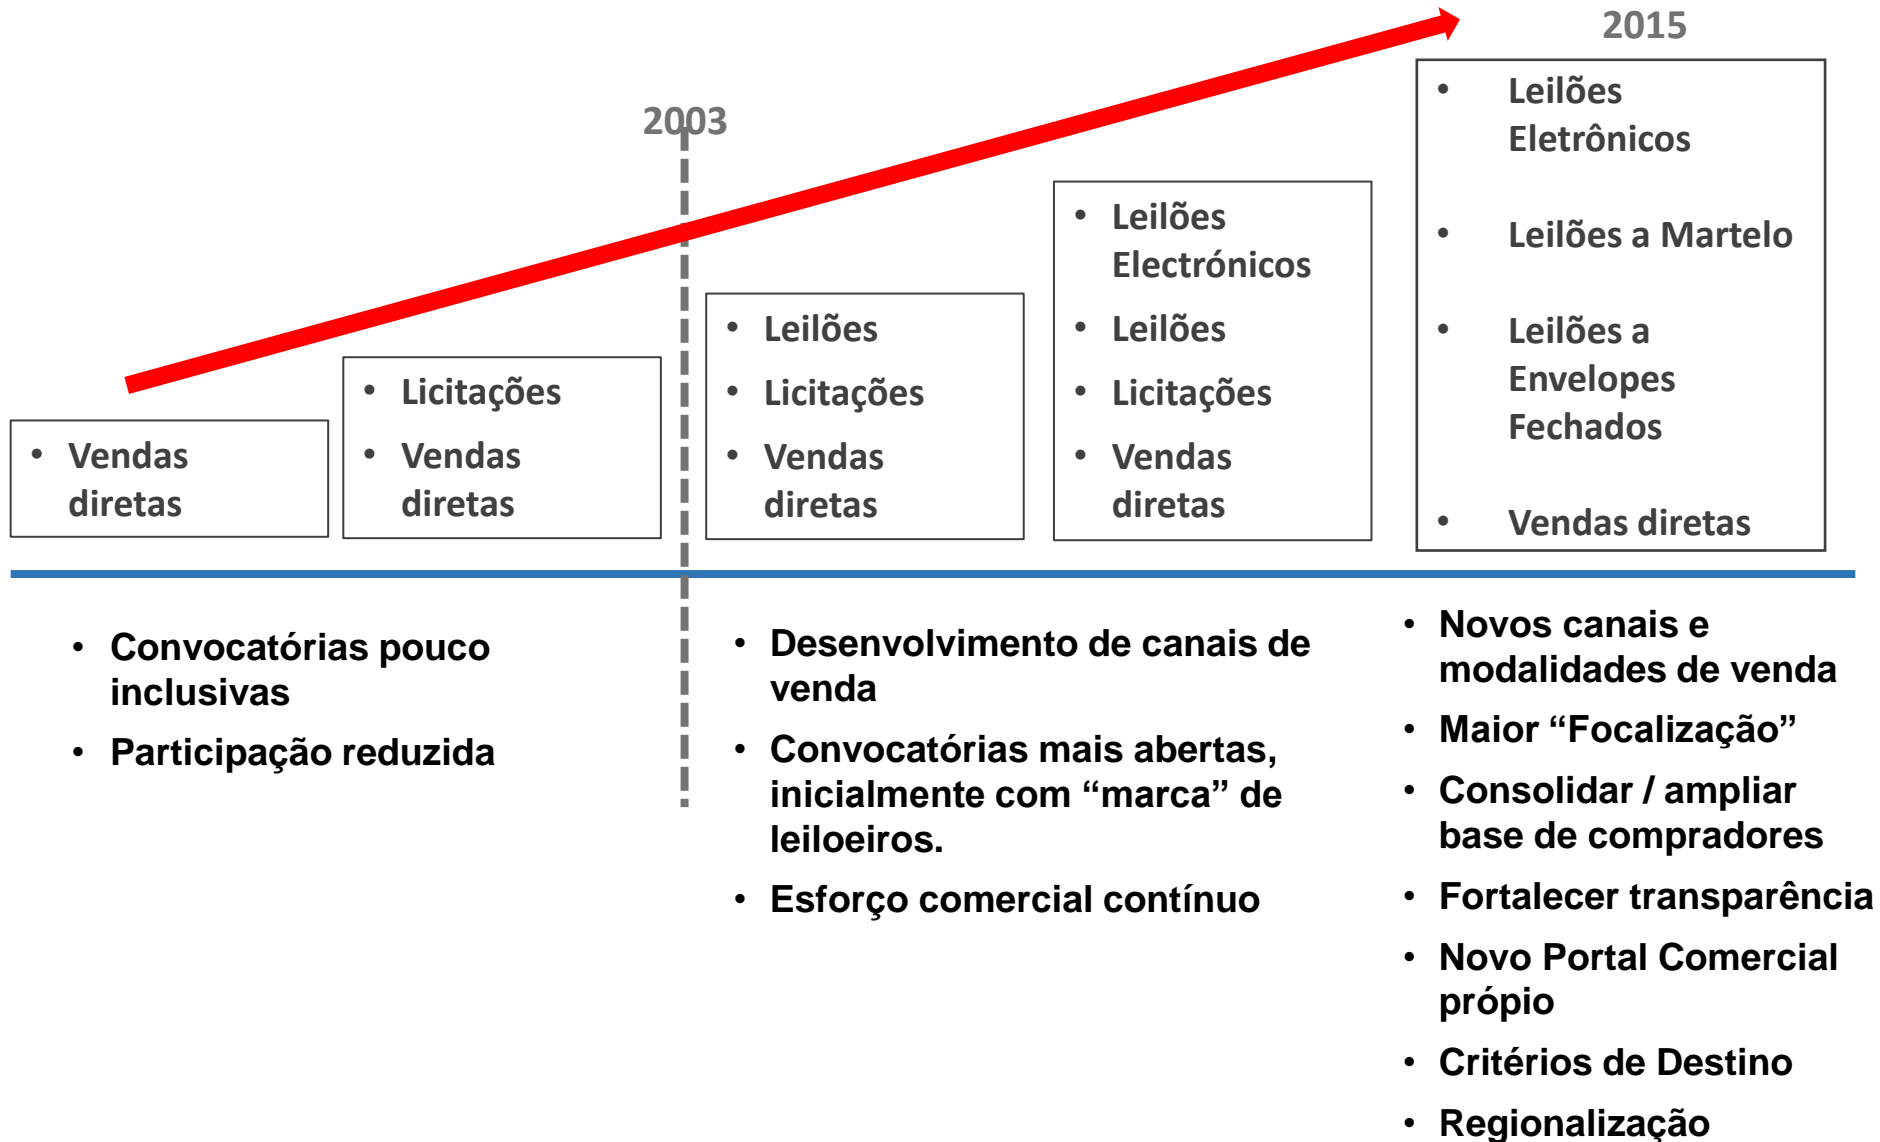 2015
2003
• Vendas
diretas
• Licitações
• Vendas
diretas
• Leilões
• Licitações
• Vendas
diretas
• Leilões
Electrónicos
• Leilões
• Licitações
• Vendas
diretas
• Leilões
Eletrônicos
• Leilões a Martelo
• Leilões a
Envelopes
Fechados
• Vendas diretas
• Convocatórias pouco
inclusivas
• Participação reduzida
• Desenvolvimento de canais de
venda
• Convocatórias mais abertas,
inicialmente com “marca” de
leiloeiros.
• Esforço comercial contínuo
• Novos canais e
modalidades de venda
• Maior “Focalização”
• Consolidar / ampliar
base de compradores
• Fortalecer transparência
• Novo Portal Comercial
própio
• Critérios de Destino
• Regionalização